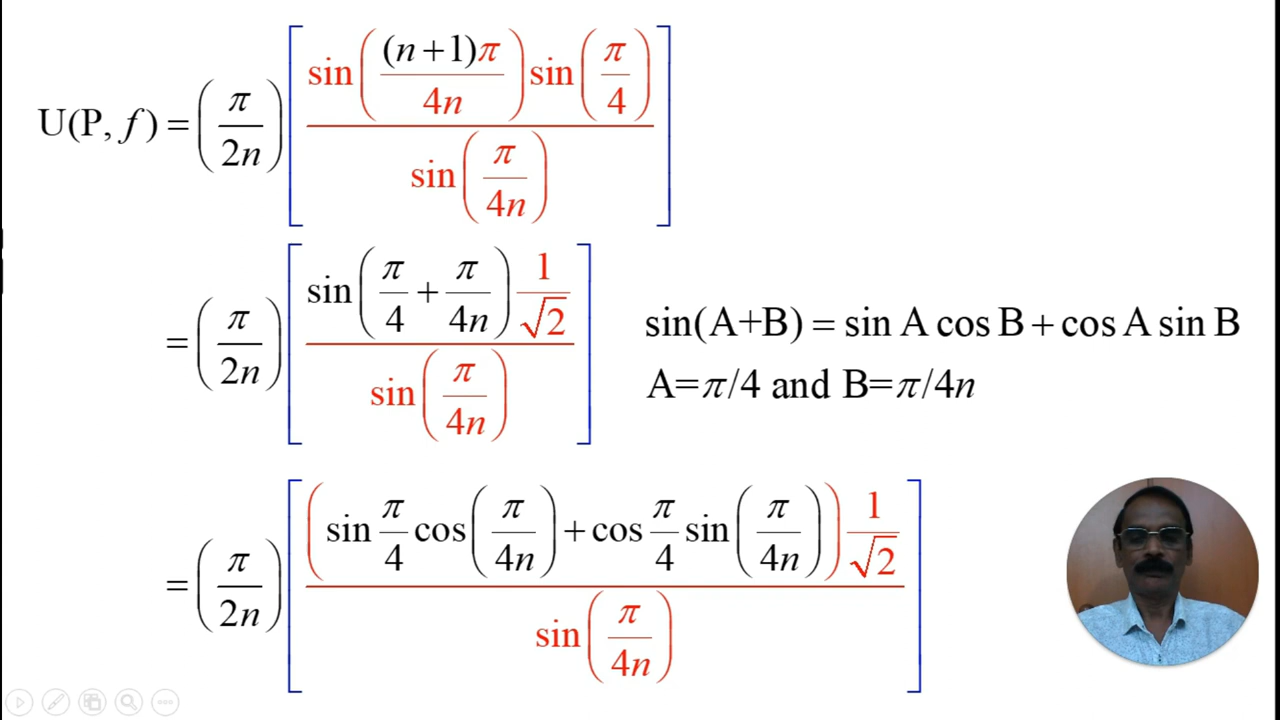 U(P, f) = (π/2n) [ sin((n+1)π/4n) sin(π/4) / sin(π/4n) ]
= (π/2n) [ sin(π/4 + π/4n) 1/√2 / sin(π/4n) ]
sin(A+B) = sin A cos B + cos A sin B
A=π/4 and B=π/4n
= (π/2n) [ (sin π/4 cos(π/4n) + cos π/4 sin(π/4n)) 1/√2 / sin(π/4n) ]